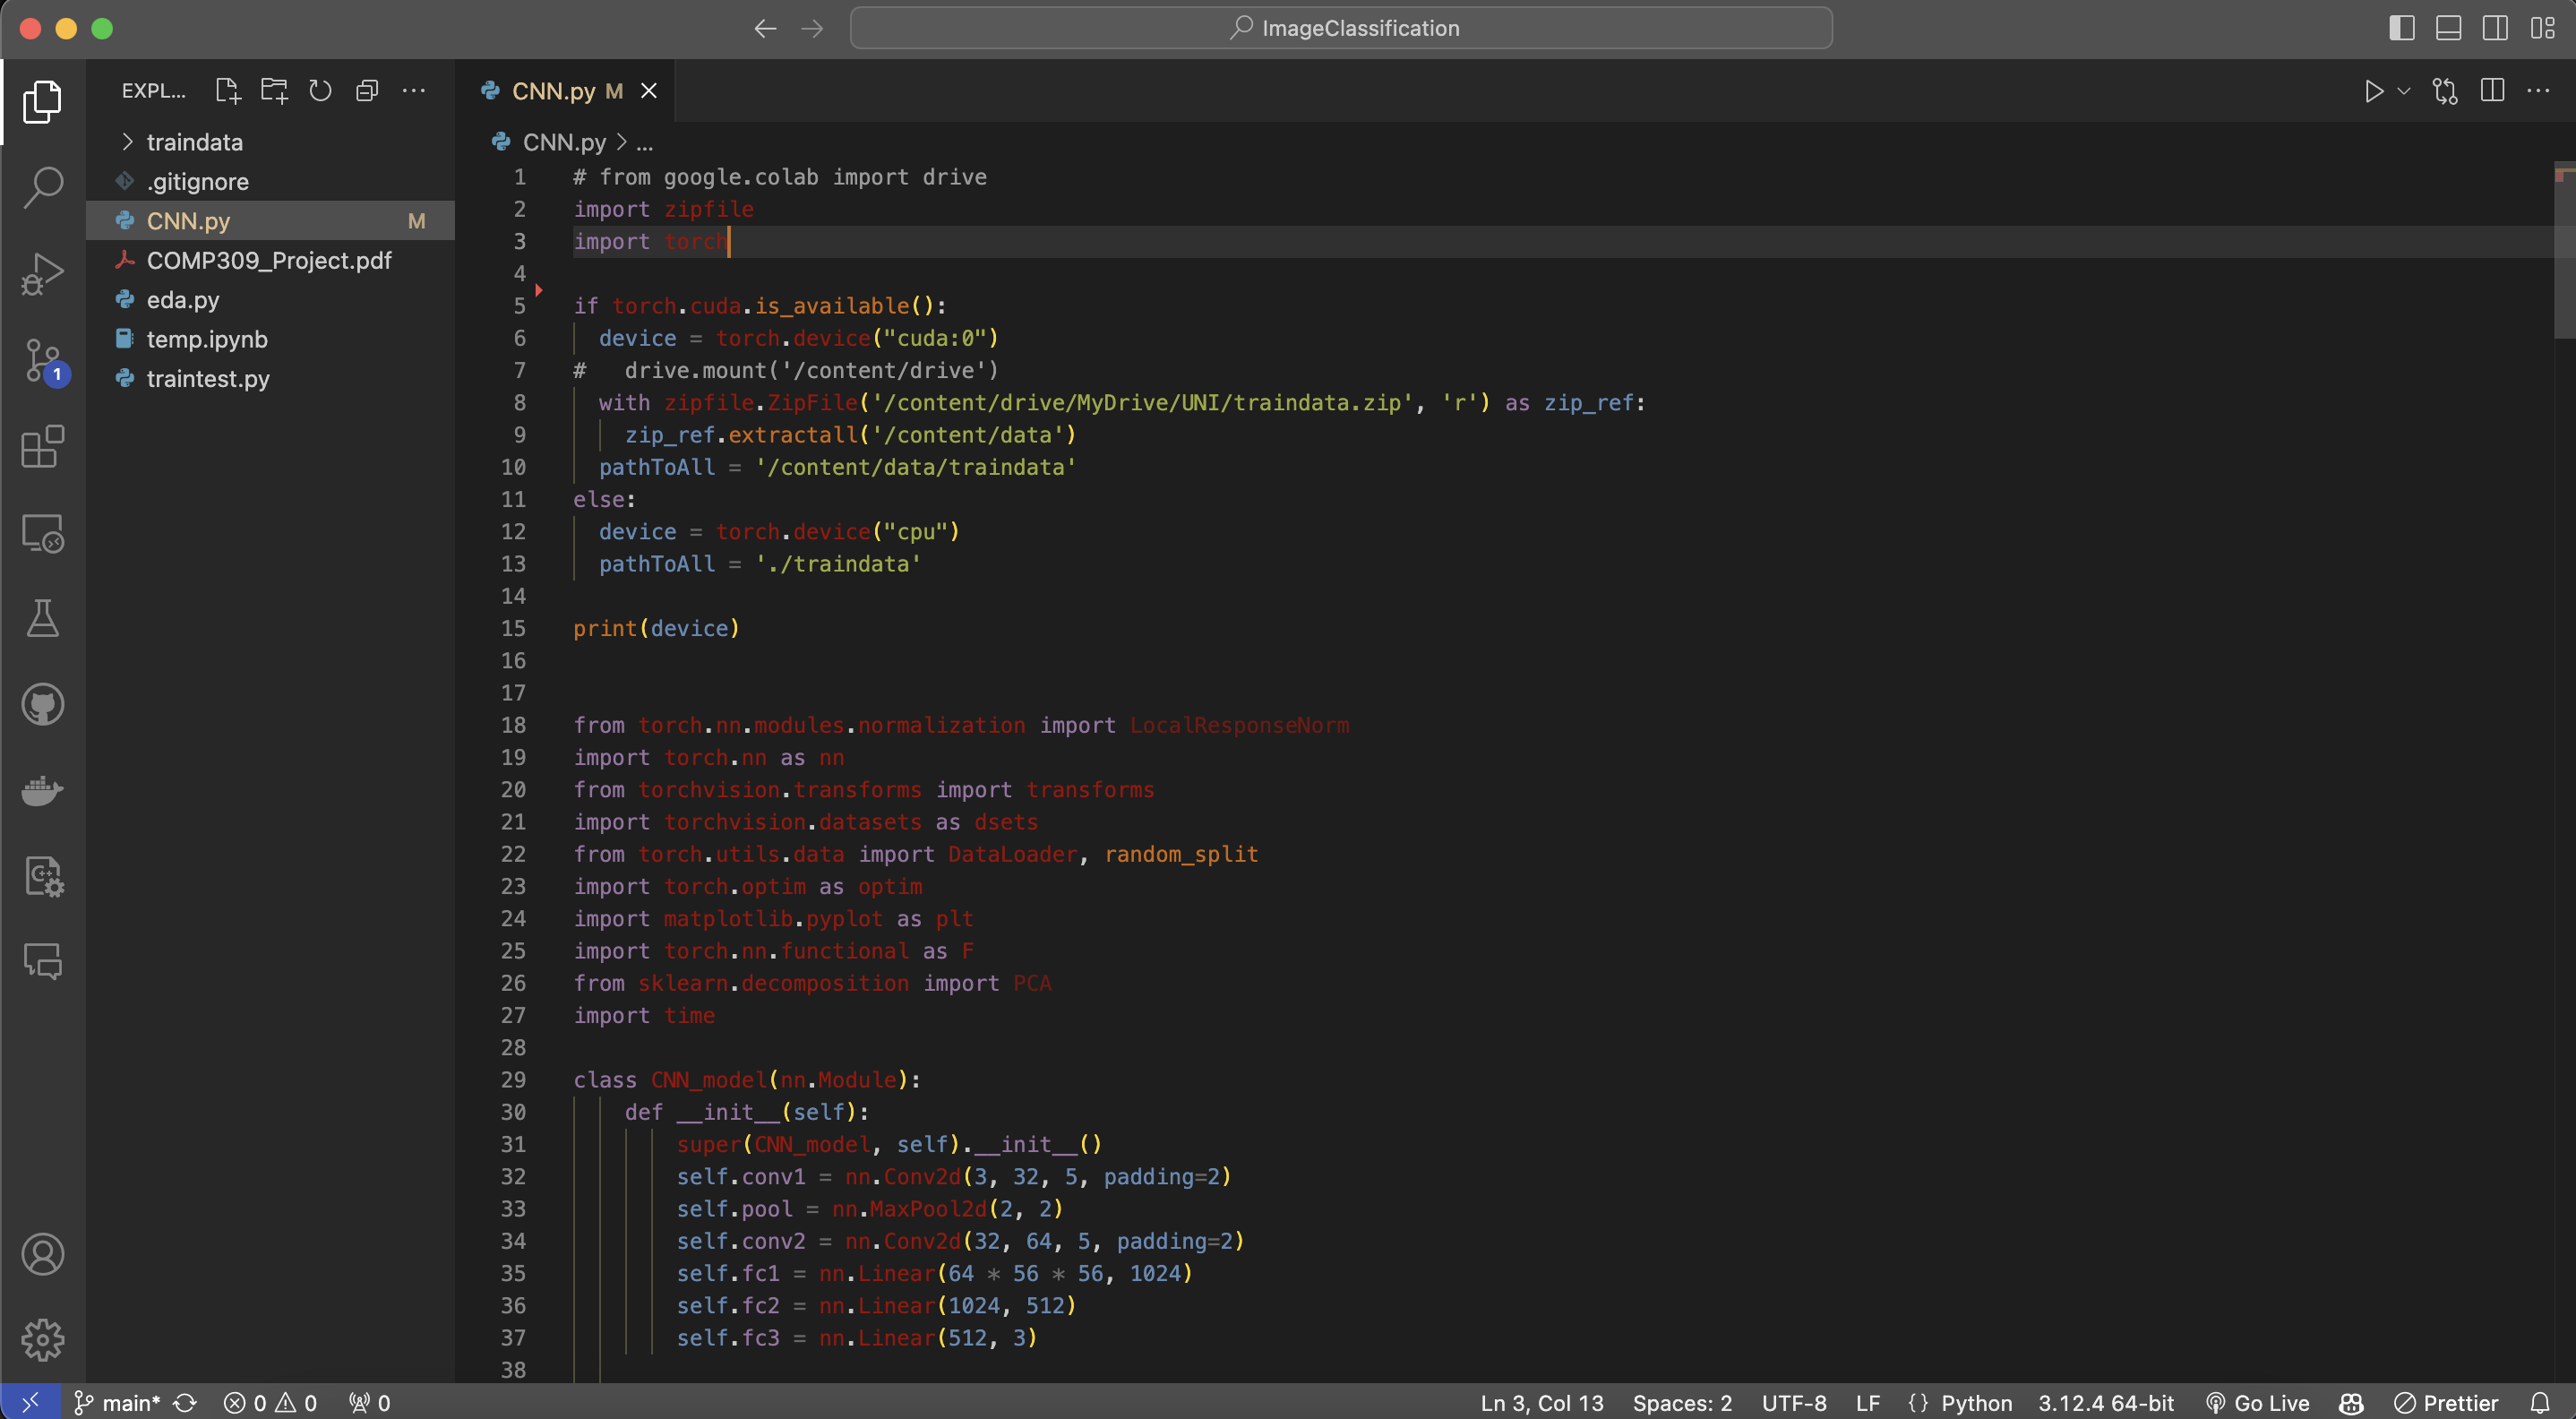 ImageClassification
EXPL...
traindata
.gitignore
CNN.py M
COMP309_Project.pdf
eda.py
temp.ipynb
traintest.py
1
CNN.py M
CNN.py > ...
1 # from google.colab import drive
2 import zipfile
3 import torch
4
5 if torch.cuda.is_available():
6 device = torch.device("cuda:0")
7 # drive.mount('/content/drive')
8 with zipfile.ZipFile('/content/drive/MyDrive/UNI/traindata.zip', 'r') as zip_ref:
9 zip_ref.extractall('/content/data')
10 pathToAll = '/content/data/traindata'
11 else:
12 device = torch.device("cpu")
13 pathToAll = './traindata'
14
15 print(device)
16
17
18 from torch.nn.modules.normalization import LocalResponseNorm
19 import torch.nn as nn
20 from torchvision.transforms import transforms
21 import torchvision.datasets as dsets
22 from torch.utils.data import DataLoader, random_split
23 import torch.optim as optim
24 import matplotlib.pyplot as plt
25 import torch.nn.functional as F
26 from sklearn.decomposition import PCA
27 import time
28
29 class CNN_model(nn.Module):
30 def __init__(self):
31 super(CNN_model, self).__init__()
32 self.conv1 = nn.Conv2d(3, 32, 5, padding=2)
33 self.pool = nn.MaxPool2d(2, 2)
34 self.conv2 = nn.Conv2d(32, 64, 5, padding=2)
35 self.fc1 = nn.Linear(64 * 56 * 56, 1024)
36 self.fc2 = nn.Linear(1024, 512)
37 self.fc3 = nn.Linear(512, 3)
38
main* 0 0 0 Ln 3, Col 13 Spaces: 2 UTF-8 LF {} Python 3.12.4 64-bit Go Live Prettier